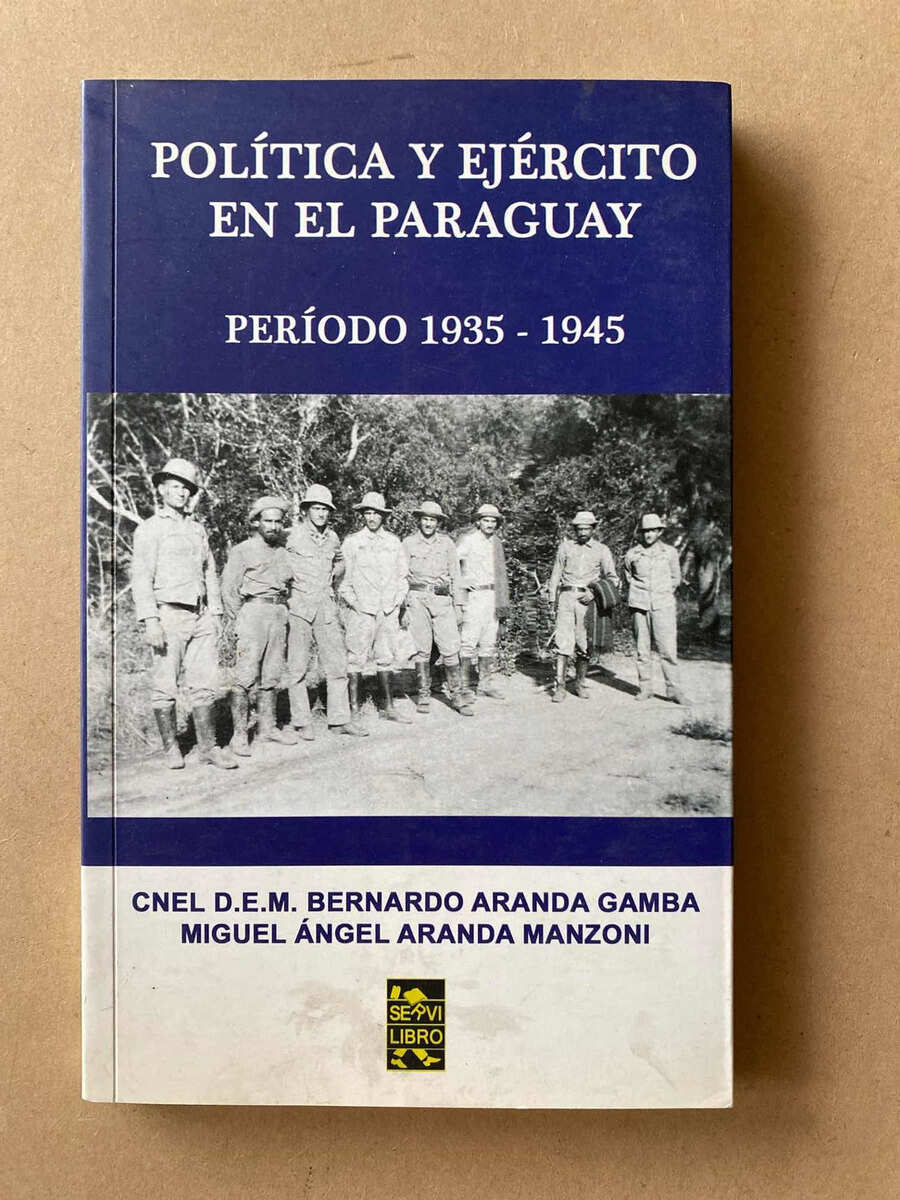 POLÍTICA Y EJÉRCITO
EN EL PARAGUAY
PERÍODO 1935 - 1945
CNEL D.E.M. BERNARDO ARANDA GAMBA
MIGUEL ÁNGEL ARANDA MANZONI
SERVI
LIBRO